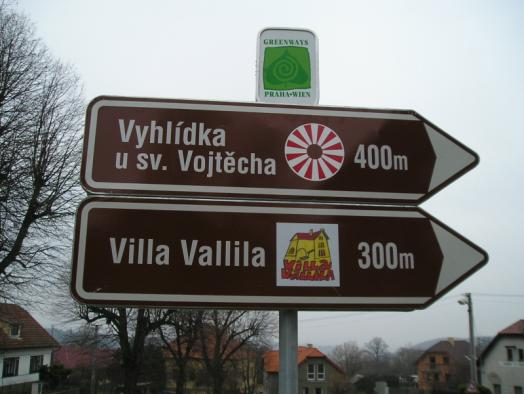 GREENWAYS
PRAHA•WIEN
Vyhlídka
u sv. Vojtěcha
400m
Villa Vallila
300m